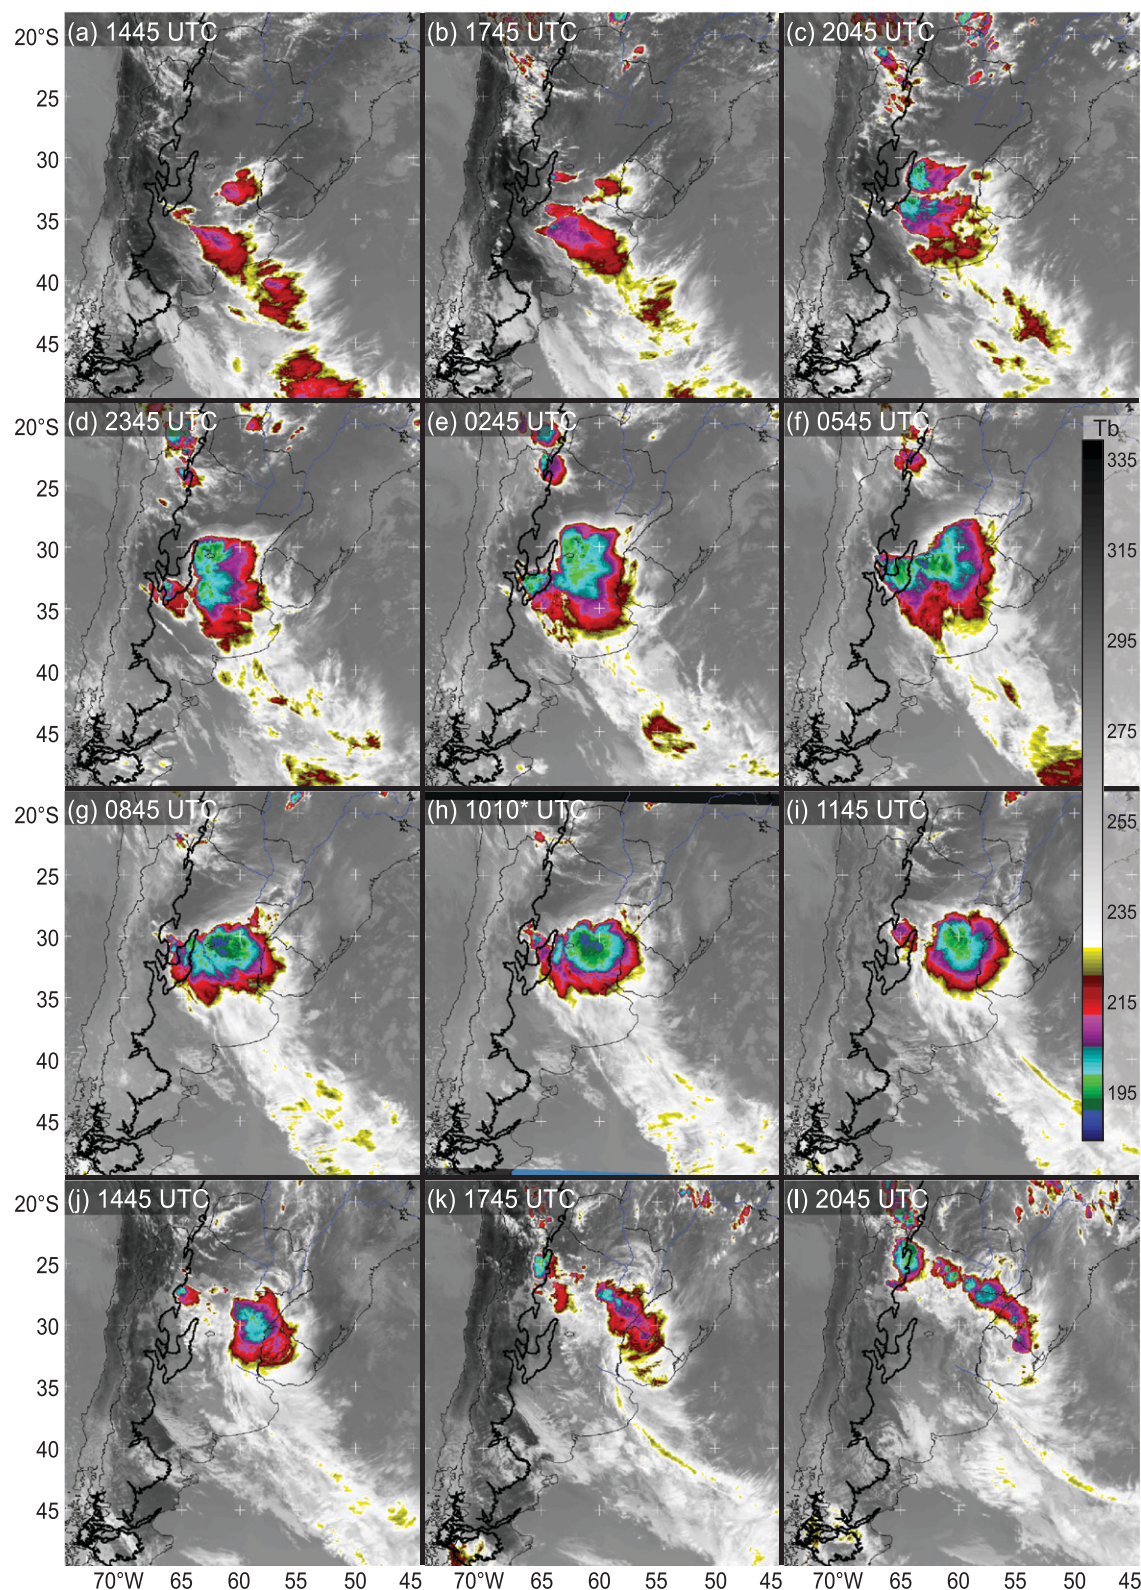 (a) 1445 UTC
(b) 1745 UTC
(c) 2045 UTC
20°S
25
30
35
40
45
(d) 2345 UTC
(e) 0245 UTC
(f) 0545 UTC
20°S
25
30
35
40
45
Tb
335
315
295
275
255
235
215
195
(g) 0845 UTC
(h) 1010* UTC
(i) 1145 UTC
20°S
25
30
35
40
45
(j) 1445 UTC
(k) 1745 UTC
(l) 2045 UTC
20°S
25
30
35
40
45
70°W 65 60 55 50 45
70°W 65 60 55 50 45
70°W 65 60 55 50 45